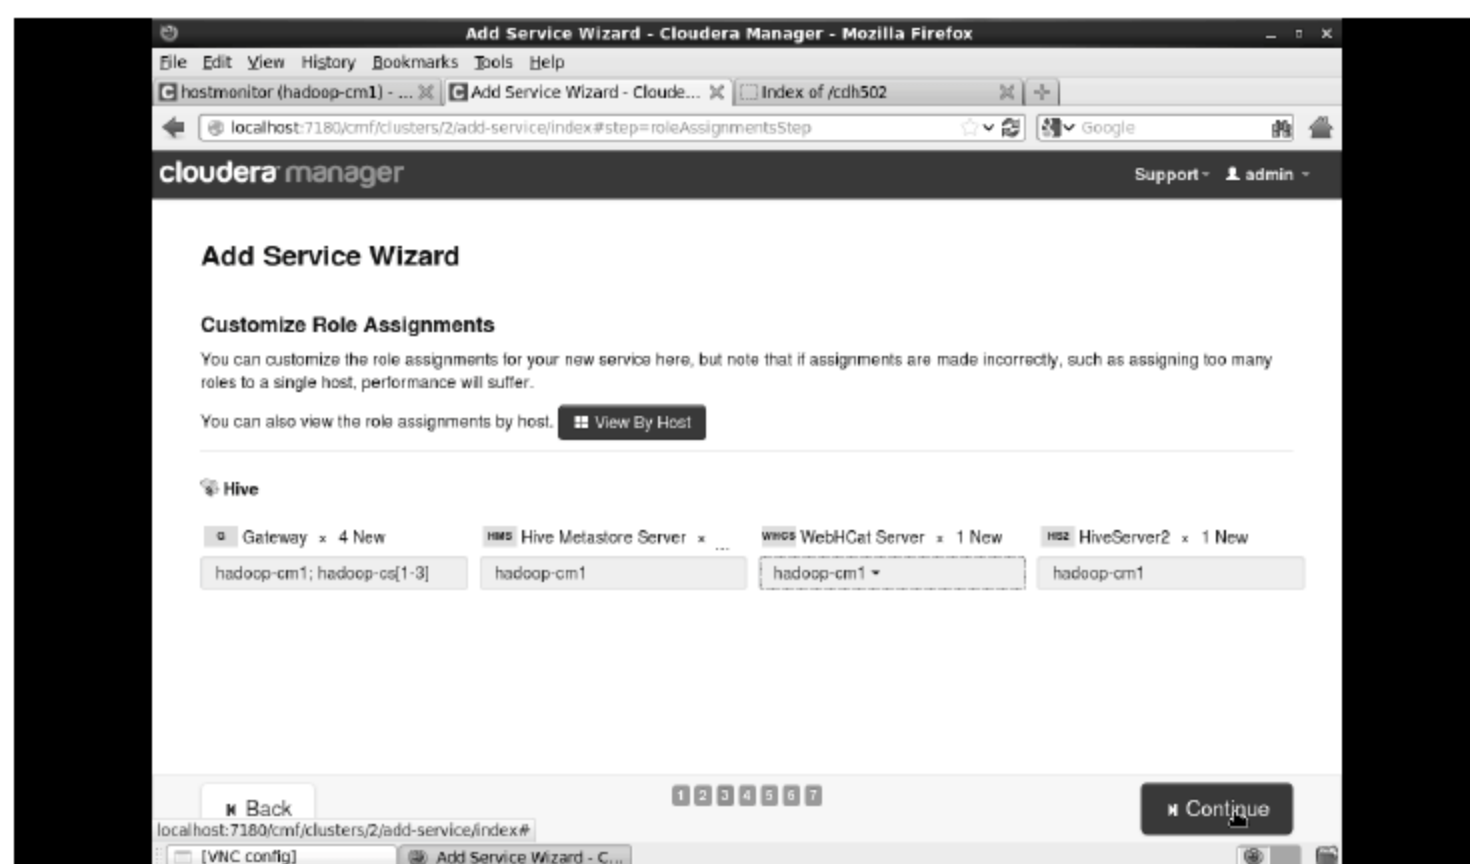 Add Service Wizard - Cloudera Manager - Mozilla Firefox
File Edit View History Bookmarks Tools Help
hostmonitor (hadoop-cm1) - ... Add Service Wizard - Cloude... Index of /cdh502
localhost:7180/cmf/clusters/2/add-service/index#step=roleAssignmentsStep Google
cloudera manager Support admin
Add Service Wizard
Customize Role Assignments
You can customize the role assignments for your new service here, but note that if assignments are made incorrectly, such as assigning too many
roles to a single host, performance will suffer.
You can also view the role assignments by host. View By Host
Hive
G Gateway × 4 New HMS Hive Metastore Server × ... WHCS WebHCat Server × 1 New HS2 HiveServer2 × 1 New
hadoop-cm1; hadoop-cs[1-3] hadoop-cm1 hadoop-cm1 hadoop-cm1
Back 1 2 3 4 5 6 7 Continue
localhost:7180/cmf/clusters/2/add-service/index#
[VNC config] Add Service Wizard - C...